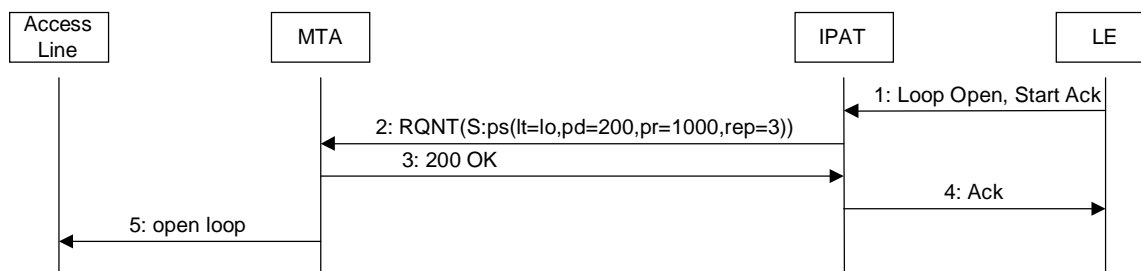 Access
Line
MTA
IPAT
LE
1: Loop Open, Start Ack
2: RQNT(S:ps(lt=lo,pd=200,pr=1000,rep=3))
3: 200 OK
4: Ack
5: open loop